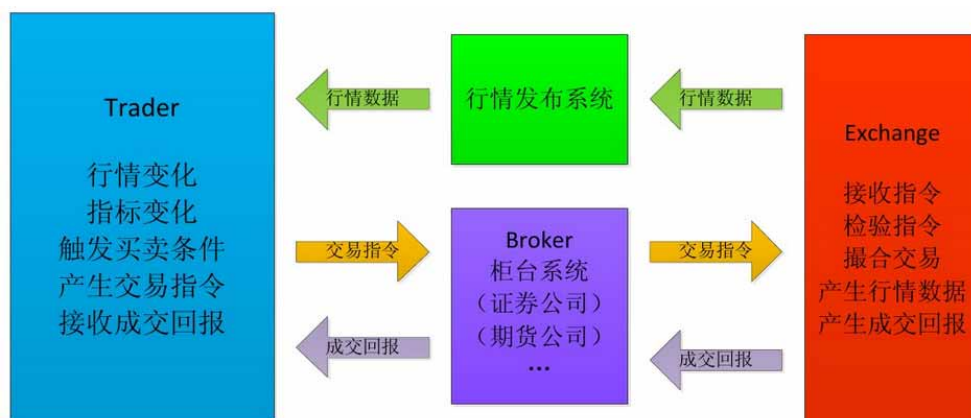 Trader
行情变化
指标变化
触发买卖条件
产生交易指令
接收成交回报
行情数据
行情发布系统
行情数据
交易指令
Broker
柜台系统
（证券公司）
（期货公司）
...
交易指令
成交回报
成交回报
Exchange
接收指令
检验指令
撮合交易
产生行情数据
产生成交回报